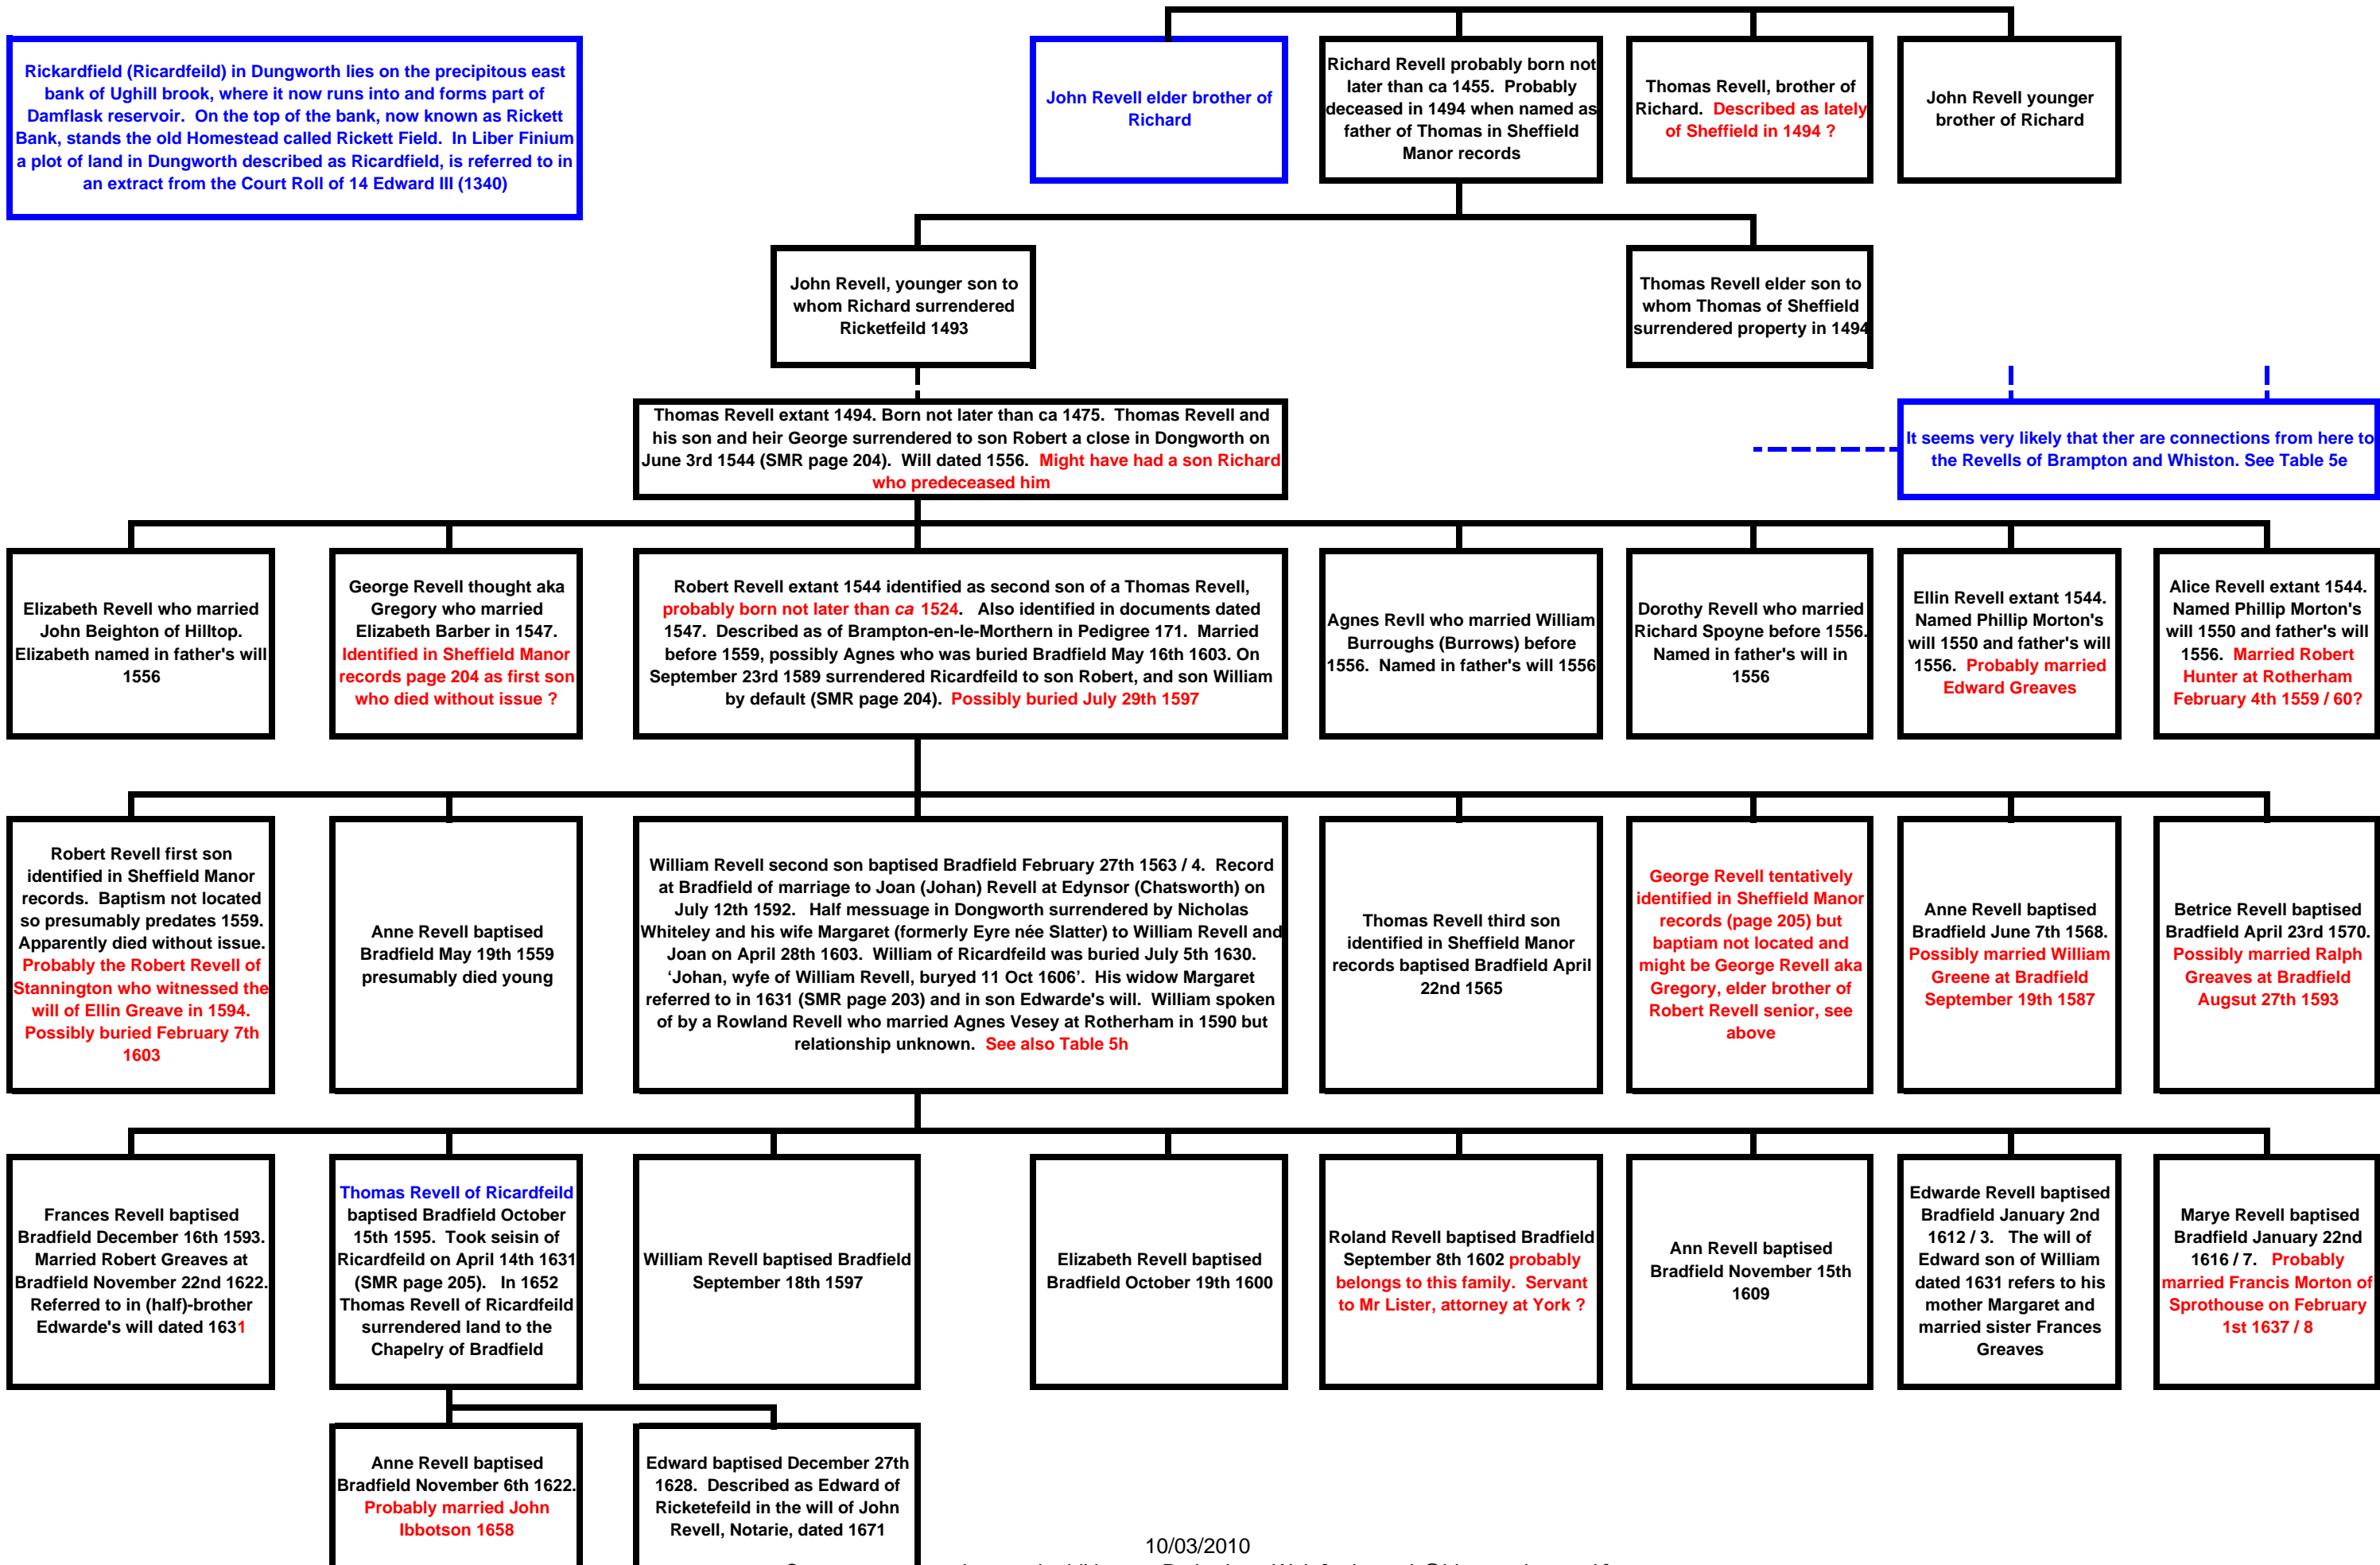 Rickardfield (Ricardfeild) in Dungworth lies on the precipitous east
bank of Ughill brook, where it now runs into and forms part of
Damflask reservoir. On the top of the bank, now known as Rickett
Bank, stands the old Homestead called Rickett Field. In Liber Finium
a plot of land in Dungworth described as Ricardfield, is referred to in
an extract from the Court Roll of 14 Edward III (1340)
John Revell elder brother of
Richard
Richard Revell probably born not
later than ca 1455. Probably
deceased in 1494 when named as
father of Thomas in Sheffield
Manor records
Thomas Revell, brother of
Richard. Described as lately
of Sheffield in 1494 ?
John Revell younger
brother of Richard
John Revell, younger son to
whom Richard surrendered
Ricketfeild 1493
Thomas Revell elder son to
whom Thomas of Sheffield
surrendered property in 1494
Thomas Revell extant 1494. Born not later than ca 1475. Thomas Revell and
his son and heir George surrendered to son Robert a close in Dongworth on
June 3rd 1544 (SMR page 204). Will dated 1556. Might have had a son Richard
who predeceased him
It seems very likely that ther are connections from here to
the Revells of Brampton and Whiston. See Table 5e
Elizabeth Revell who married
John Beighton of Hilltop.
Elizabeth named in father's will
1556
George Revell thought aka
Gregory who married
Elizabeth Barber in 1547.
Identified in Sheffield Manor
records page 204 as first son
who died without issue ?
Robert Revell extant 1544 identified as second son of a Thomas Revell,
probably born not later than ca 1524. Also identified in documents dated
1547. Described as of Brampton-en-le-Morthern in Pedigree 171. Married
before 1559, possibly Agnes who was buried Bradfield May 16th 1603. On
September 23rd 1589 surrendered Ricardfeild to son Robert, and son William
by default (SMR page 204). Possibly buried July 29th 1597
Agnes Revll who married William
Burroughs (Burrows) before
1556. Named in father's will 1556
Dorothy Revell who married
Richard Spoyne before 1556.
Named in father's will in
1556
Ellin Revell extant 1544.
Named Phillip Morton's
will 1550 and father's will
1556. Probably married
Edward Greaves
Alice Revell extant 1544.
Named Phillip Morton's
will 1550 and father's will
1556. Married Robert
Hunter at Rotherham
February 4th 1559 / 60?
Robert Revell first son
identified in Sheffield Manor
records. Baptism not located
so presumably predates 1559.
Apparently died without issue.
Probably the Robert Revell of
Stannington who witnessed the
will of Ellin Greave in 1594.
Possibly buried February 7th
1603
Anne Revell baptised
Bradfield May 19th 1559
presumably died young
William Revell second son baptised Bradfield February 27th 1563 / 4. Record
at Bradfield of marriage to Joan (Johan) Revell at Edynsor (Chatsworth) on
July 12th 1592. Half messuage in Dongworth surrendered by Nicholas
Whiteley and his wife Margaret (formerly Eyre née Slatter) to William Revell and
Joan on April 28th 1603. William of Ricardfeild was buried July 5th 1630.
‘Johan, wyfe of William Revell, buryed 11 Oct 1606’. His widow Margaret
referred to in 1631 (SMR page 203) and in son Edwarde's will. William spoken
of by a Rowland Revell who married Agnes Vesey at Rotherham in 1590 but
relationship unknown. See also Table 5h
Thomas Revell third son
identified in Sheffield Manor
records baptised Bradfield April
22nd 1565
George Revell tentatively
identified in Sheffield Manor
records (page 205) but
baptiam not located and
might be George Revell aka
Gregory, elder brother of
Robert Revell senior, see
above
Anne Revell baptised
Bradfield June 7th 1568.
Possibly married William
Greene at Bradfield
September 19th 1587
Betrice Revell baptised
Bradfield April 23rd 1570.
Possibly married Ralph
Greaves at Bradfield
Augsut 27th 1593
Frances Revell baptised
Bradfield December 16th 1593.
Married Robert Greaves at
Bradfield November 22nd 1622.
Referred to in (half)-brother
Edwarde's will dated 1631
Thomas Revell of Ricardfeild
baptised Bradfield October
15th 1595. Took seisin of
Ricardfeild on April 14th 1631
(SMR page 205). In 1652
Thomas Revell of Ricardfeild
surrendered land to the
Chapelry of Bradfield
William Revell baptised Bradfield
September 18th 1597
Elizabeth Revell baptised
Bradfield October 19th 1600
Roland Revell baptised Bradfield
September 8th 1602 probably
belongs to this family. Servant
to Mr Lister, attorney at York ?
Ann Revell baptised
Bradfield November 15th
1609
Edwarde Revell baptised
Bradfield January 2nd
1612 / 3. The will of
Edward son of William
dated 1631 refers to his
mother Margaret and
married sister Frances
Greaves
Marye Revell baptised
Bradfield January 22nd
1616 / 7. Probably
married Francis Morton of
Sprothouse on February
1st 1637 / 8
Anne Revell baptised
Bradfield November 6th 1622.
Probably married John
Ibbotson 1658
Edward baptised December 27th
1628. Described as Edward of
Ricketefeild in the will of John
Revell, Notarie, dated 1671
10/03/2010